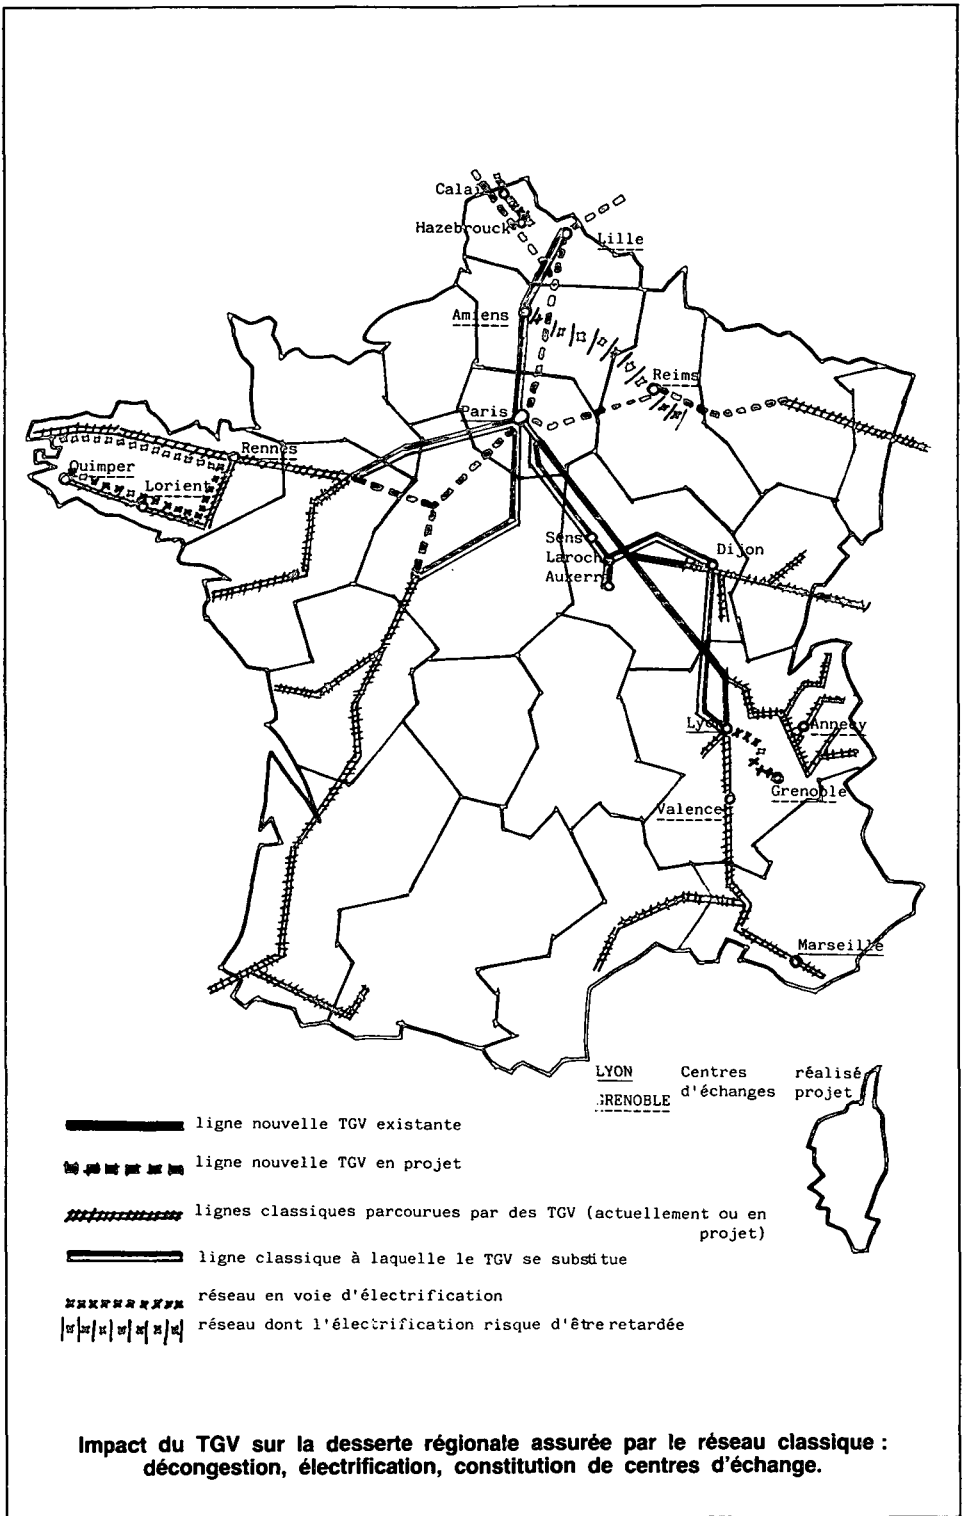 Calai
Hazebrouck
Lille
Amiens
Reims
Paris
Rennes
Quimper
Lorient
Sens
Laroch
Auxerr
Dijon
Lyon
Annecy
Grenoble
Valence
Marseille
LYON Centres réalisé
GRENOBLE d'échanges projet
ligne nouvelle TGV existante
ligne nouvelle TGV en projet
lignes classiques parcourues par des TGV (actuellement ou en
projet)
ligne classique à laquelle le TGV se substitue
réseau en voie d'électrification
réseau dont l'électrification risque d'être retardée
Impact du TGV sur la desserte régionale assurée par le réseau classique :
décongestion, électrification, constitution de centres d'échange.